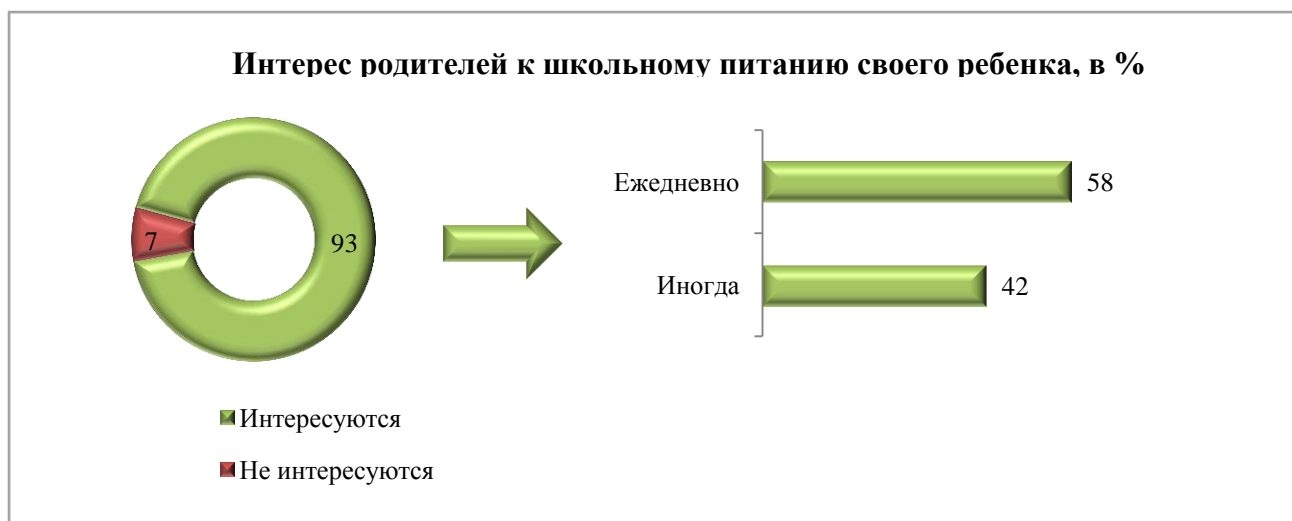 Интерес родителей к школьному питанию своего ребенка, в %
7
93
Ежедневно
58
Иногда
42
Интересуются
Не интересуются